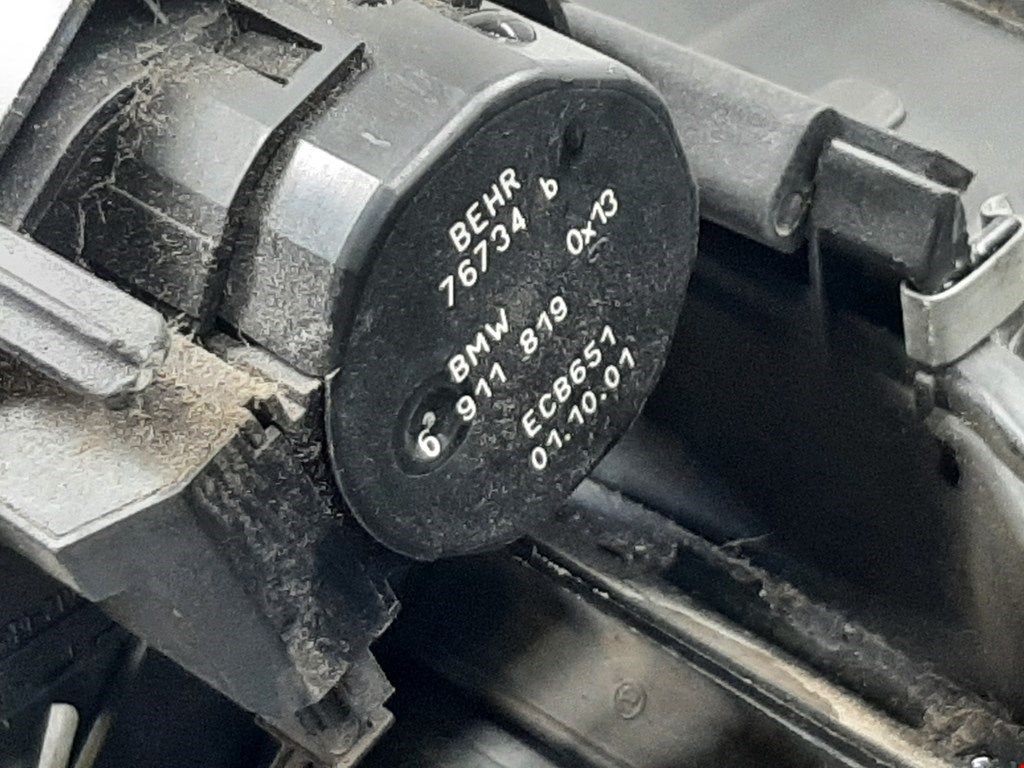 BEHR
76734 b
0x13
BMW
6 911 819
ECB651
01.10.01